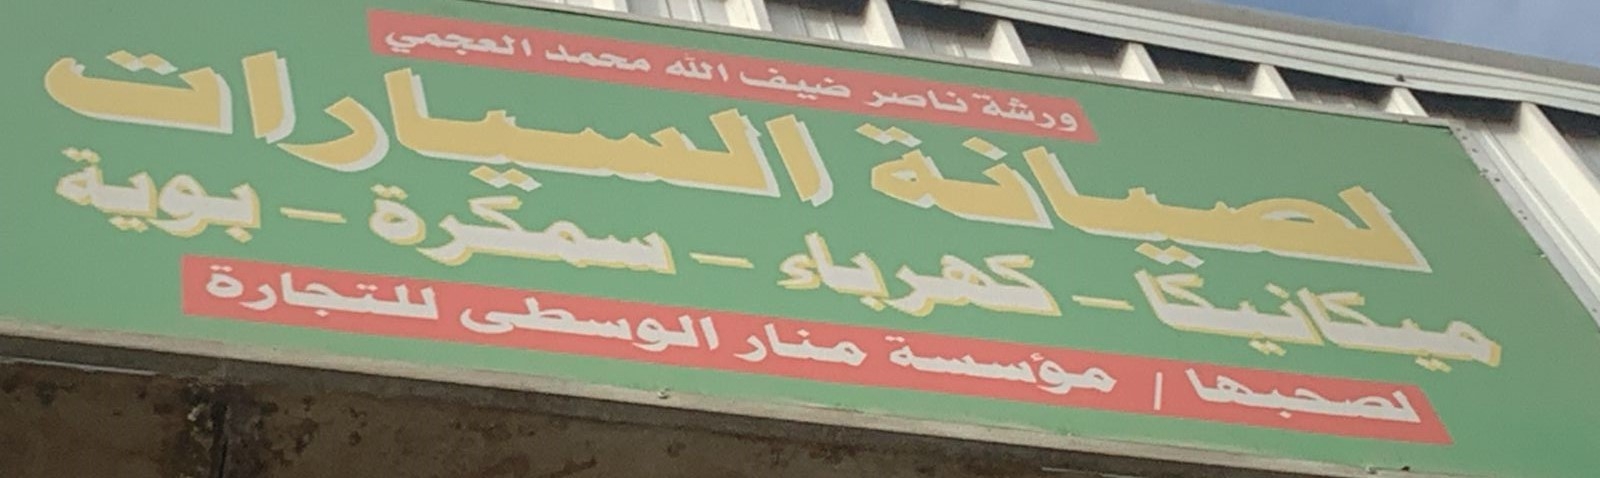 ورشة ناصر ضيف الله محمد العجمي
لصيانة السيارات
ميكانيكا - كهرباء - سمكرة - بوية
لصحبها / مؤسسة منار الوسطى للتجارة